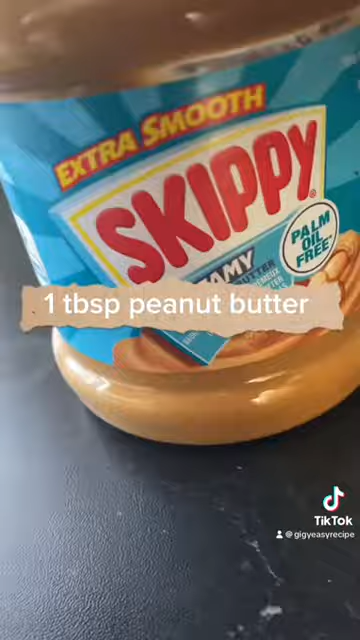 EXTRA SMOOTH
SKIPPY
®
PALM
OIL
FREE*
1 tbsp peanut butter
TikTok
@gigyeasyrecipe